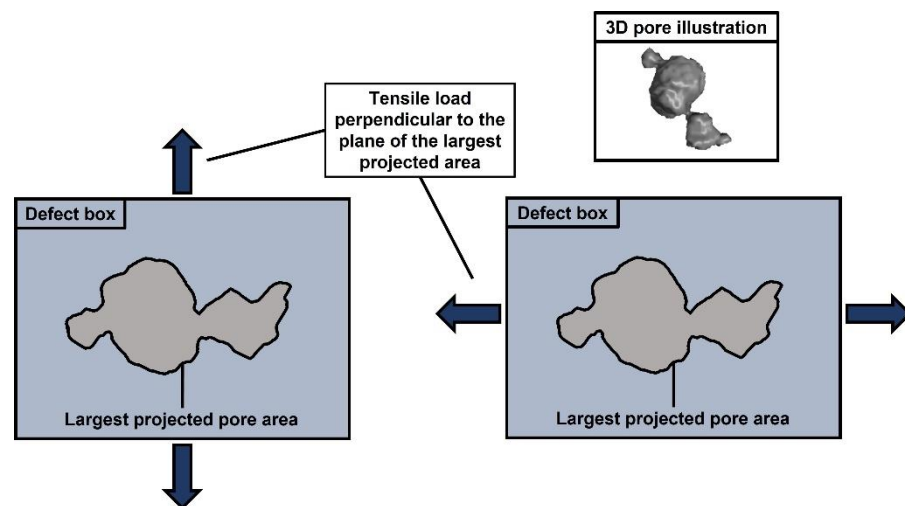 3D pore illustration
Tensile load
perpendicular to the
plane of the largest
projected area
Defect box
Largest projected pore area
Defect box
Largest projected pore area